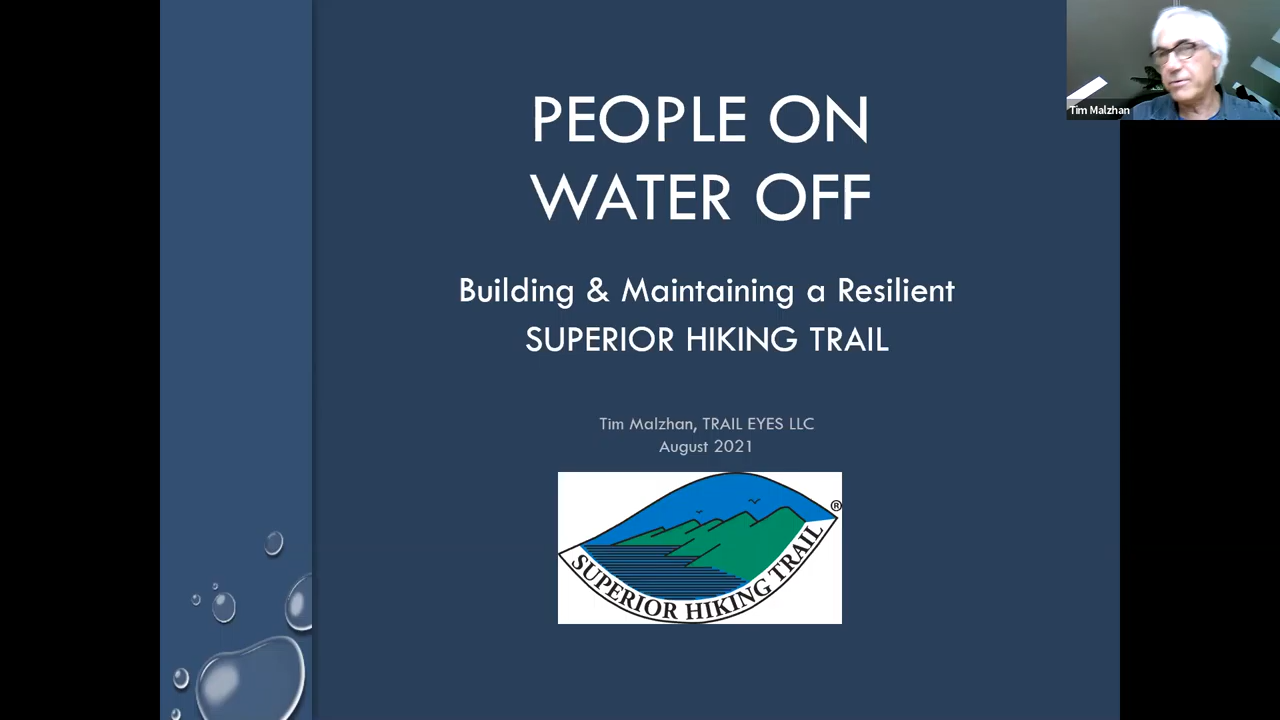 PEOPLE ON
WATER OFF
Building & Maintaining a Resilient
SUPERIOR HIKING TRAIL
Tim Malzhan, TRAIL EYES LLC
August 2021
SUPERIOR HIKING TRAIL
®
Tim Malzhan